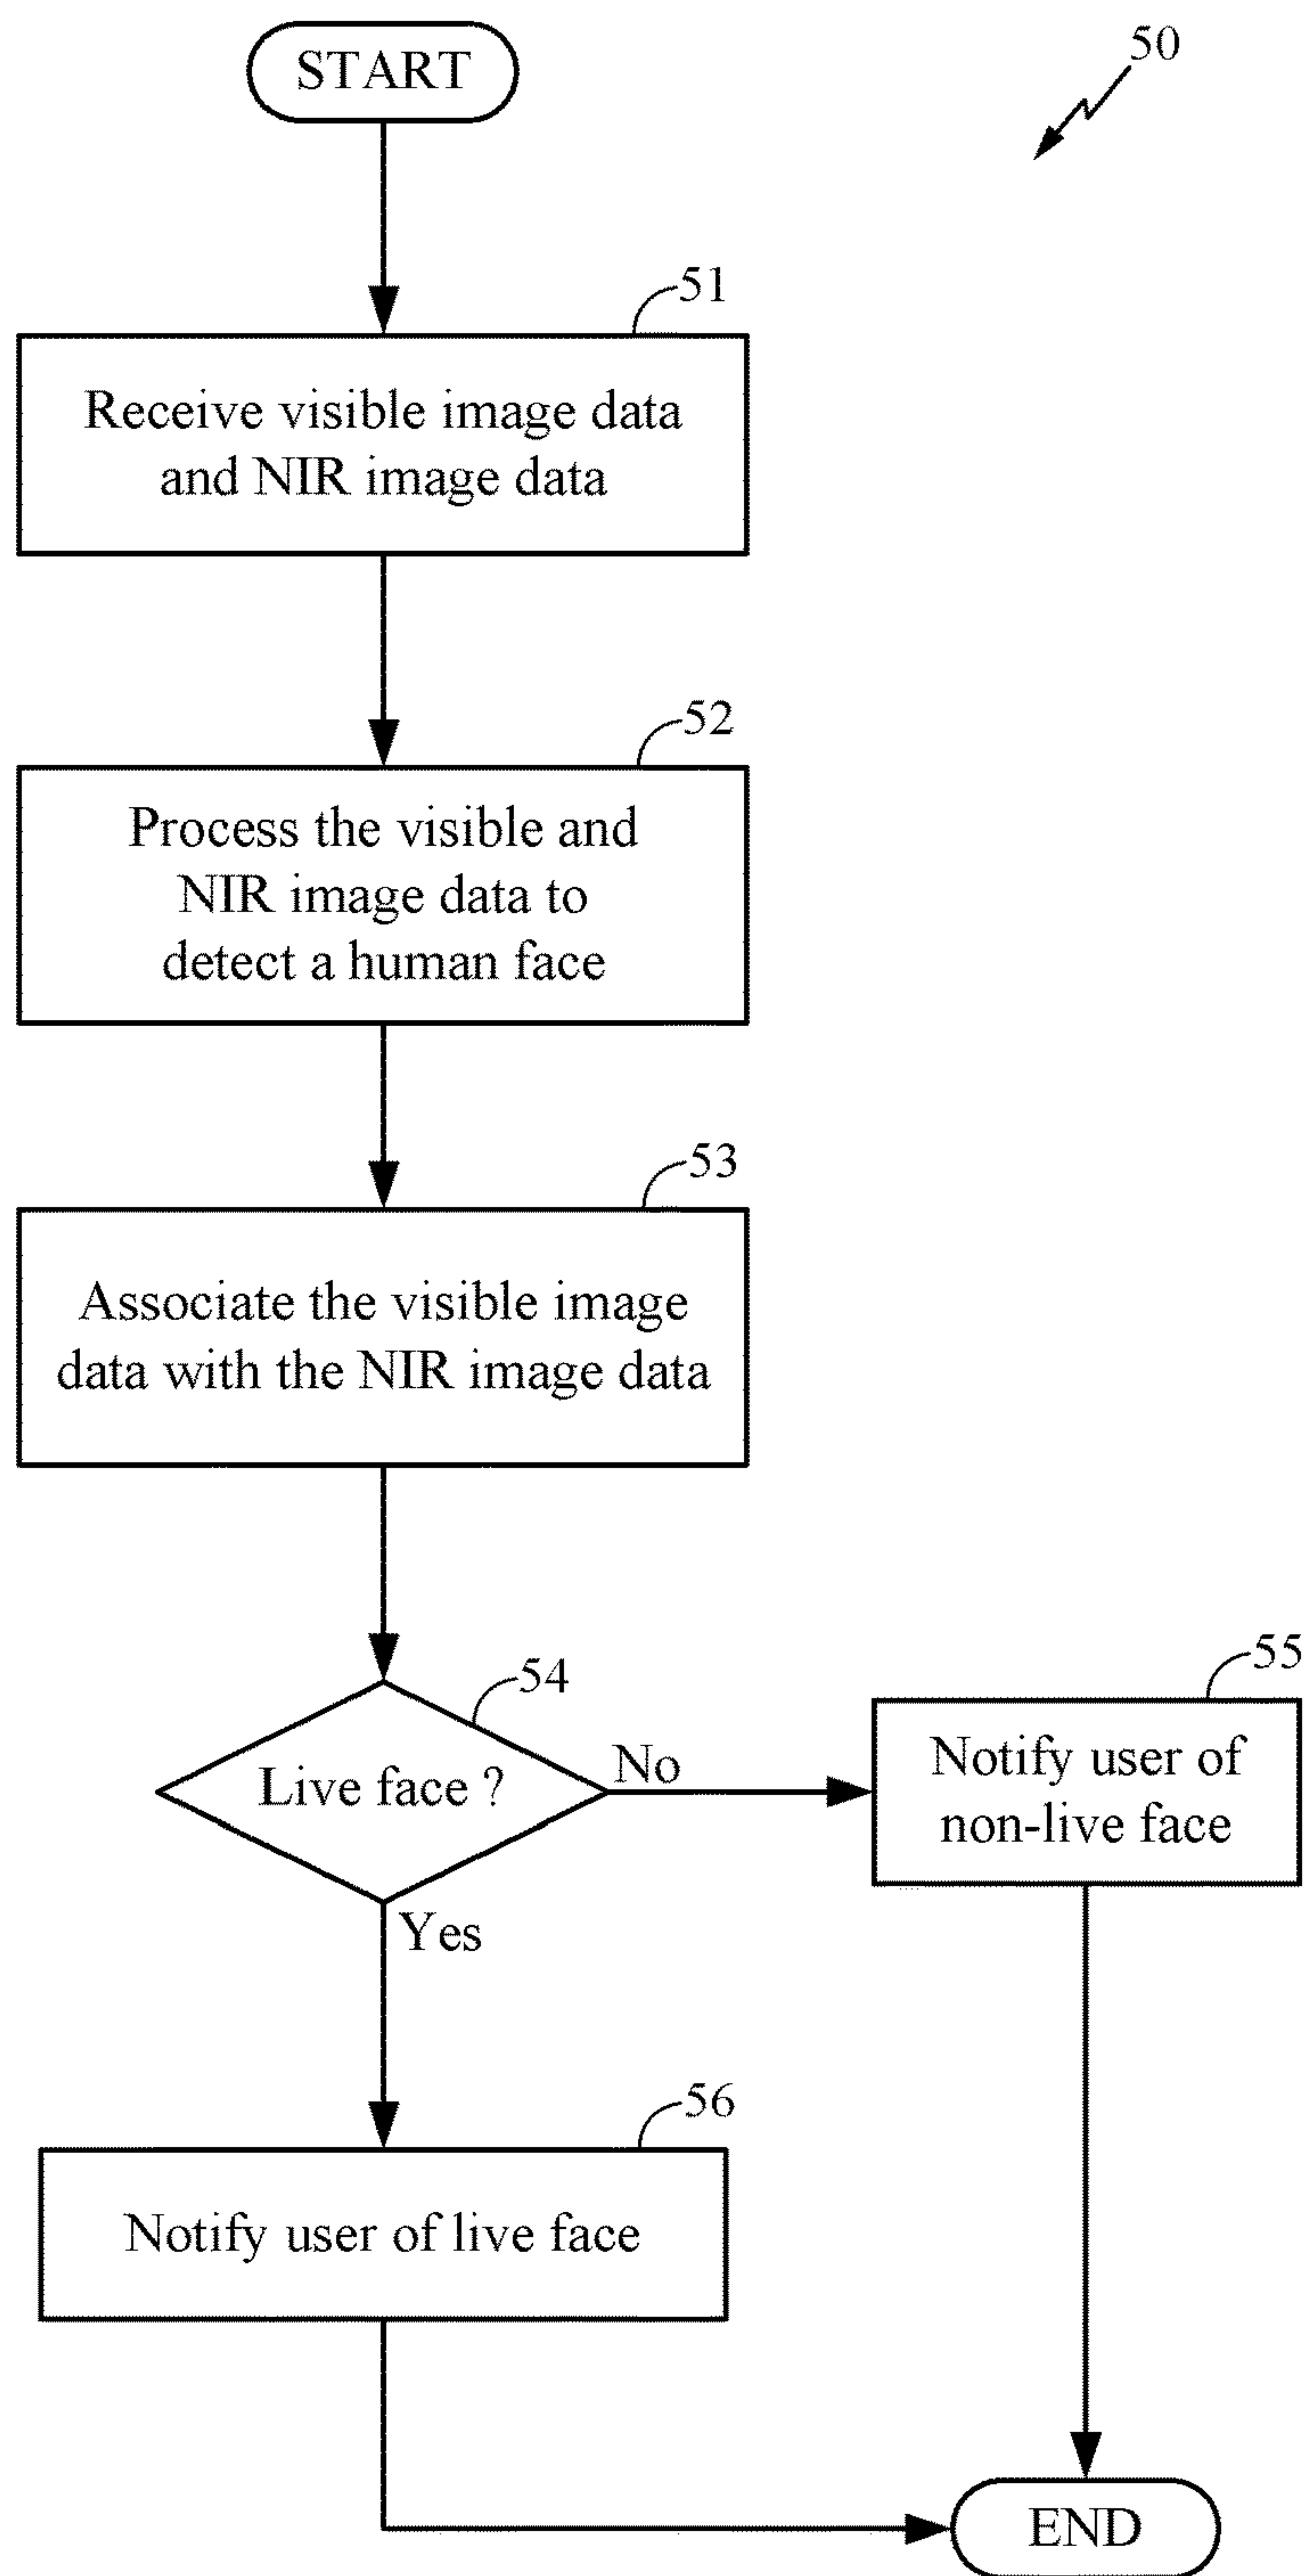 START
50
51
Receive visible image data
and NIR image data
52
Process the visible and
NIR image data to
detect a human face
53
Associate the visible image
data with the NIR image data
54
Live face ?
No
55
Notify user of
non-live face
Yes
56
Notify user of live face
END